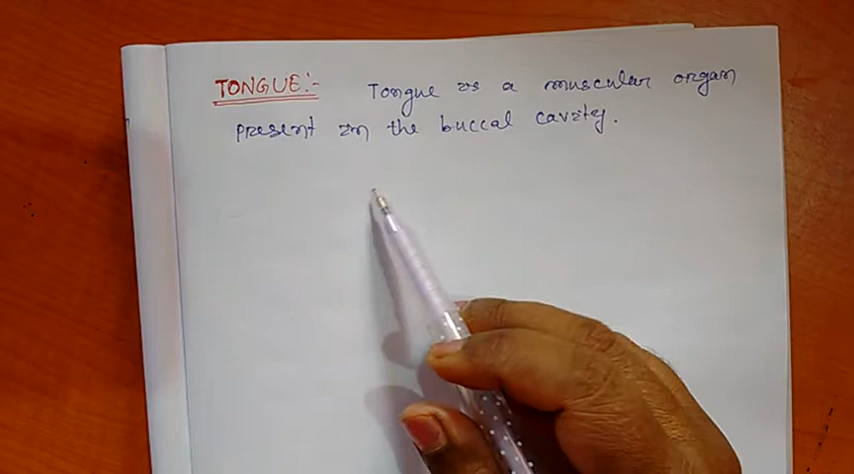 TONGUE:- Tongue is a muscular organ
present in the buccal cavity.